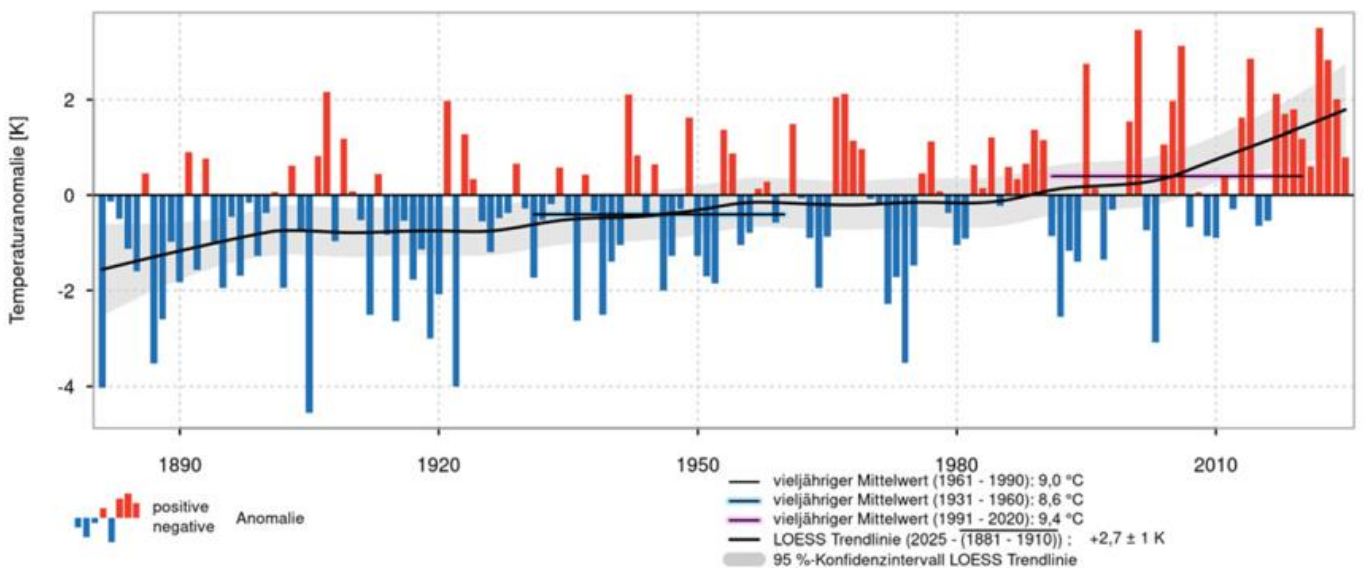 Temperaturanomalie [K]
2
0
-2
-4
1890 1920 1950 1980 2010
positive
negative
Anomalie
vieljähriger Mittelwert (1961 - 1990): 9,0 °C
vieljähriger Mittelwert (1931 - 1960): 8,6 °C
vieljähriger Mittelwert (1991 - 2020): 9,4 °C
LOESS Trendlinie (2025 - (1881 - 1910)) : +2,7 ± 1 K
95 %-Konfidenzintervall LOESS Trendlinie